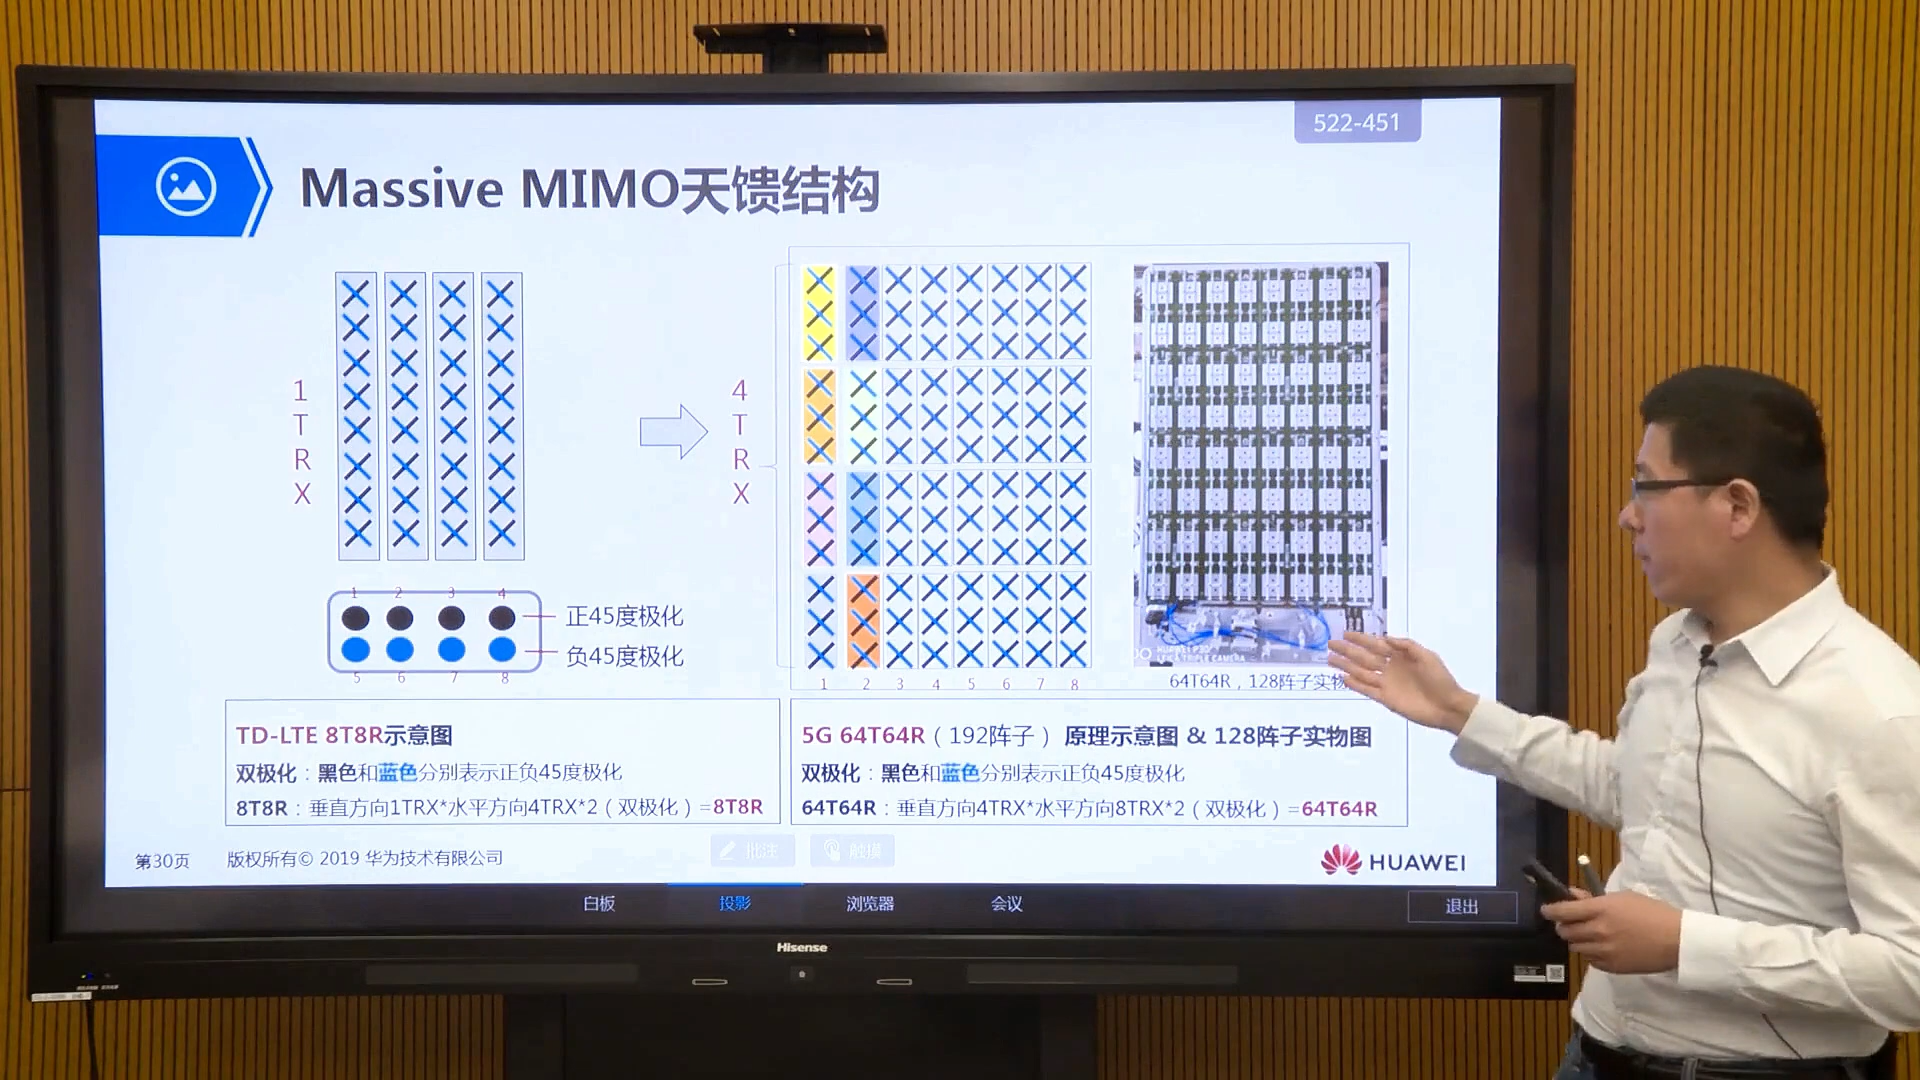 522-451
Massive MIMO天馈结构
1
T
R
X
4
T
R
X
1 2 3 4
正45度极化
负45度极化
5 6 7 8
1 2 3 4 5 6 7 8
HUAWEI P30
LEICA TRIPLE CAMERA
64T64R，128阵子实物
TD-LTE 8T8R示意图
双极化：黑色和蓝色分别表示正负45度极化
8T8R：垂直方向1TRX*水平方向4TRX*2（双极化）=8T8R
5G 64T64R（192阵子）原理示意图 & 128阵子实物图
双极化：黑色和蓝色分别表示正负45度极化
64T64R：垂直方向4TRX*水平方向8TRX*2（双极化）=64T64R
批注
触摸
第30页
版权所有© 2019 华为技术有限公司
HUAWEI
白板
投影
浏览器
会议
退出
Hisense